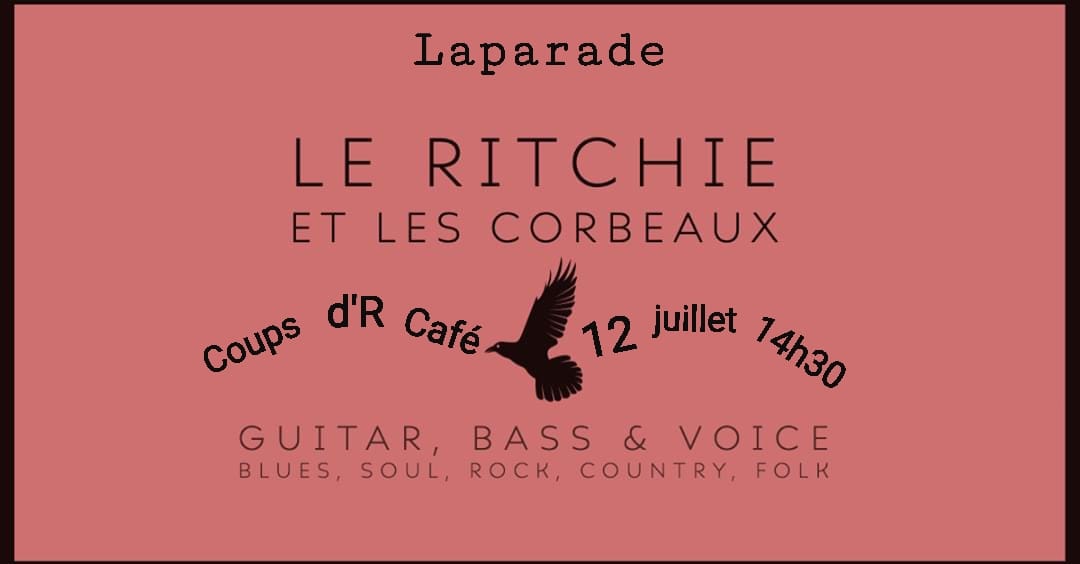 Laparade
LE RITCHIE
ET LES CORBEAUX
Coups d'R Café 12 juillet 14h30
GUITAR, BASS & VOICE
BLUES, SOUL, ROCK, COUNTRY, FOLK